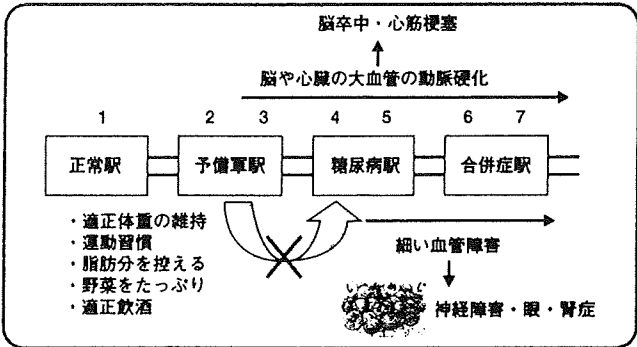 脳卒中・心筋梗塞
脳や心臓の大血管の動脈硬化
1 2 3 4 5 6 7
正常駅 予備軍駅 糖尿病駅 合併症駅
・適正体重の維持
・運動習慣
・脂肪分を控える
・野菜をたっぷり
・適正飲酒
細い血管障害
神経障害・眼・腎症